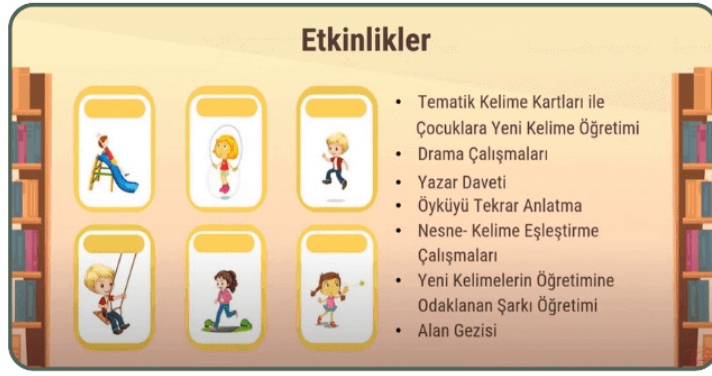 Etkinlikler
• Tematik Kelime Kartları ile
Çocuklara Yeni Kelime Öğretimi
• Drama Çalışmaları
• Yazar Daveti
• Öyküyü Tekrar Anlatma
• Nesne- Kelime Eşleştirme
Çalışmaları
• Yeni Kelimelerin Öğretimine
Odaklanan Şarkı Öğretimi
• Alan Gezisi